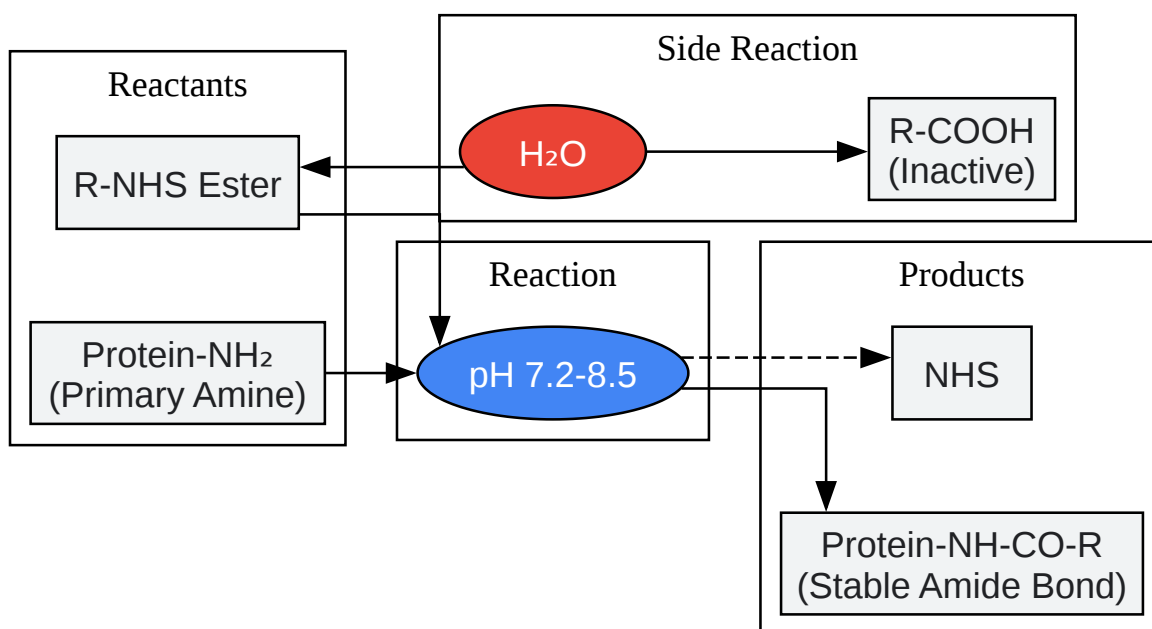 Side Reaction
Reactants
H₂O
R-COOH
(Inactive)
R-NHS Ester
Reaction
Products
Protein-NH₂
(Primary Amine)
pH 7.2-8.5
NHS
Protein-NH-CO-R
(Stable Amide Bond)